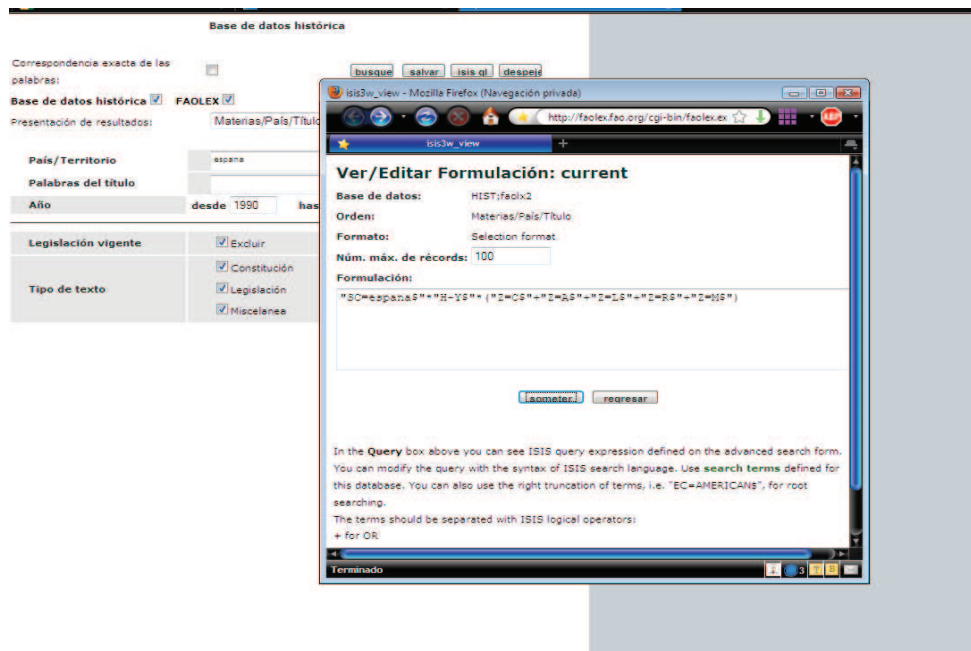 Base de datos histórica
Correspondencia exacta de las
palabras:
busque salvar isis ql despeje
Base de datos histórica FAOLEX
Presentación de resultados: Materias/País/Título
País/Territorio espana
Palabras del título
Año desde 1990 has
Legislación vigente Excluir
Tipo de texto
Constitución
Legislación
Miscelanea
isis3w_view - Mozilla Firefox (Navegación privada)
http://faolex.fao.org/cgi-bin/faolex.ex
ABP
isis3w_view
Ver/Editar Formulación: current
Base de datos: HIST;faolx2
Orden: Materias/País/Título
Formato: Selection format
Núm. máx. de récords: 100
Formulación:
"SC=espana$"*"H-Y$"*("Z=C$"+"Z=A$"+"Z=L$"+"Z=R$"+"Z=M$")
someter regresar
In the Query box above you can see ISIS query expression defined on the advanced search form.
You can modify the query with the syntax of ISIS search language. Use search terms defined for
this database. You can also use the right truncation of terms, i.e. "EC=AMERICAN$", for root
searching.
The terms should be separated with ISIS logical operators:
+ for OR
Terminado 3